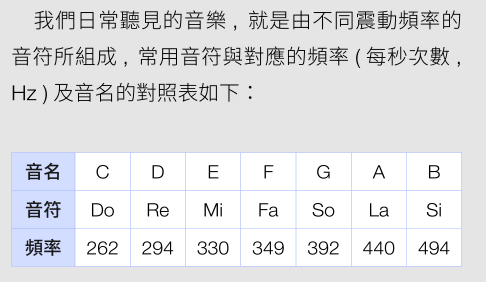 我們日常聽見的音樂，就是由不同震動頻率的
音符所組成，常用音符與對應的頻率 ( 每秒次數，
Hz ) 及音名的對照表如下：
音名 C D E F G A B
音符 Do Re Mi Fa So La Si
頻率 262 294 330 349 392 440 494